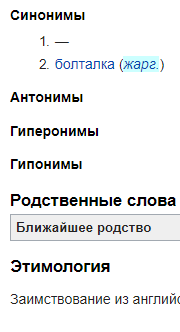 Синонимы
1. —
2. болталка (жарг.)
Антонимы
Гиперонимы
Гипонимы
Родственные слова
Ближайшее родство
Этимология
Заимствование из английс